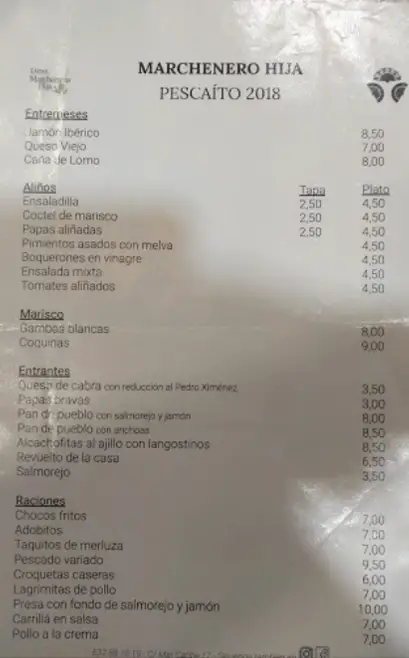 MARCHENERO HIJA
PESCAÍTO 2018
Entremeses
Jamón Ibérico 8,50
Queso Viejo 7,00
Caña de Lomo 8,00
Aliños Tapa Plato
Ensaladilla 2,50 4,50
Coctel de marisco 2,50 4,50
Papas aliñadas 2,50 4,50
Pimientos asados con melva 4,50
Boquerones en vinagre 4,50
Ensalada mixta 4,50
Tomates aliñados 4,50
Marisco
Gambas blancas 8,00
Coquinas 9,00
Entrantes
Queso de cabra con reducción al Pedro Ximénez 3,50
Papas bravas 3,00
Pan de pueblo con salmorejo y jamón 8,00
Pan de pueblo con anchoas 8,50
Alcachofitas al ajillo con langostinos 8,50
Revuelto de la casa 6,50
Salmorejo 3,50
Raciones
Chocos fritos 7,00
Adobitos 7,00
Taquitos de merluza 7,00
Pescado variado 9,50
Croquetas caseras 6,00
Lagrimitas de pollo 7,00
Presa con fondo de salmorejo y jamón 10,00
Carrillá en salsa 7,00
Pollo a la crema 7,00